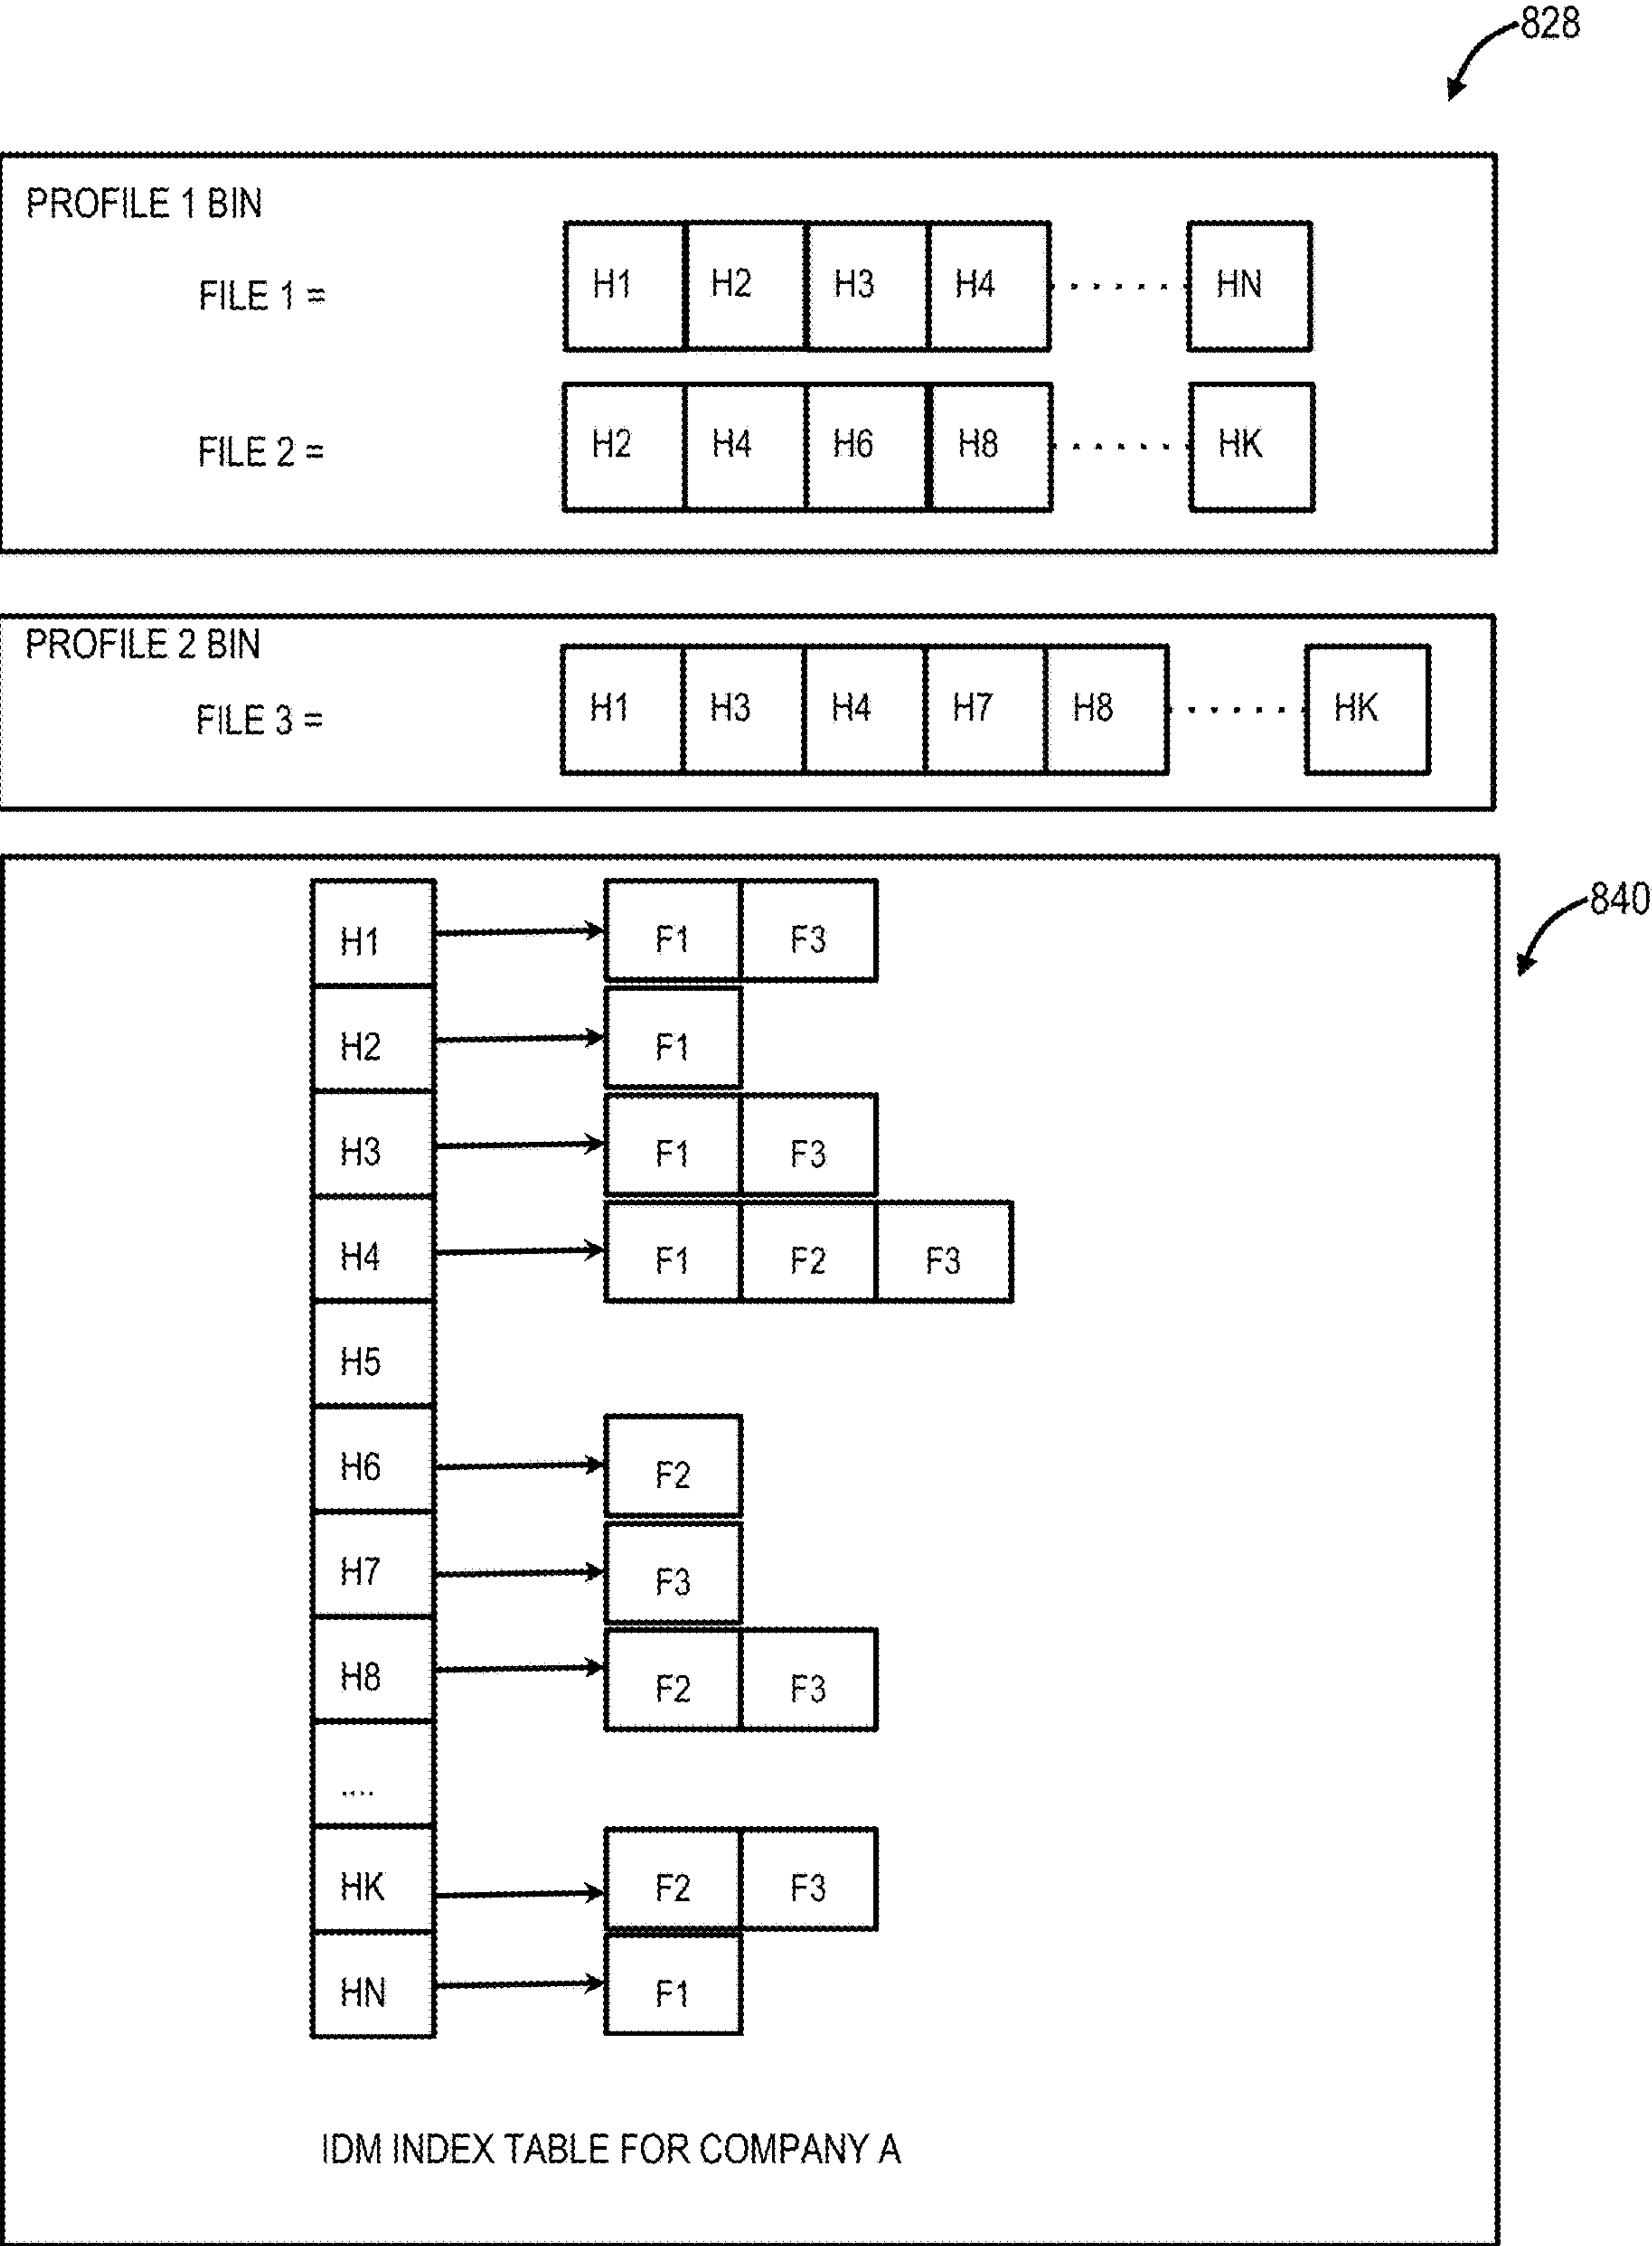 828
PROFILE 1 BIN
FILE 1 = H1 H2 H3 H4 ....... HN
FILE 2 = H2 H4 H6 H8 ....... HK
PROFILE 2 BIN
FILE 3 = H1 H3 H4 H7 H8 ....... HK
840
H1 F1 F3
H2 F1
H3 F1 F3
H4 F1 F2 F3
H5
H6 F2
H7 F3
H8 F2 F3
....
HK F2 F3
HN F1
IDM INDEX TABLE FOR COMPANY A